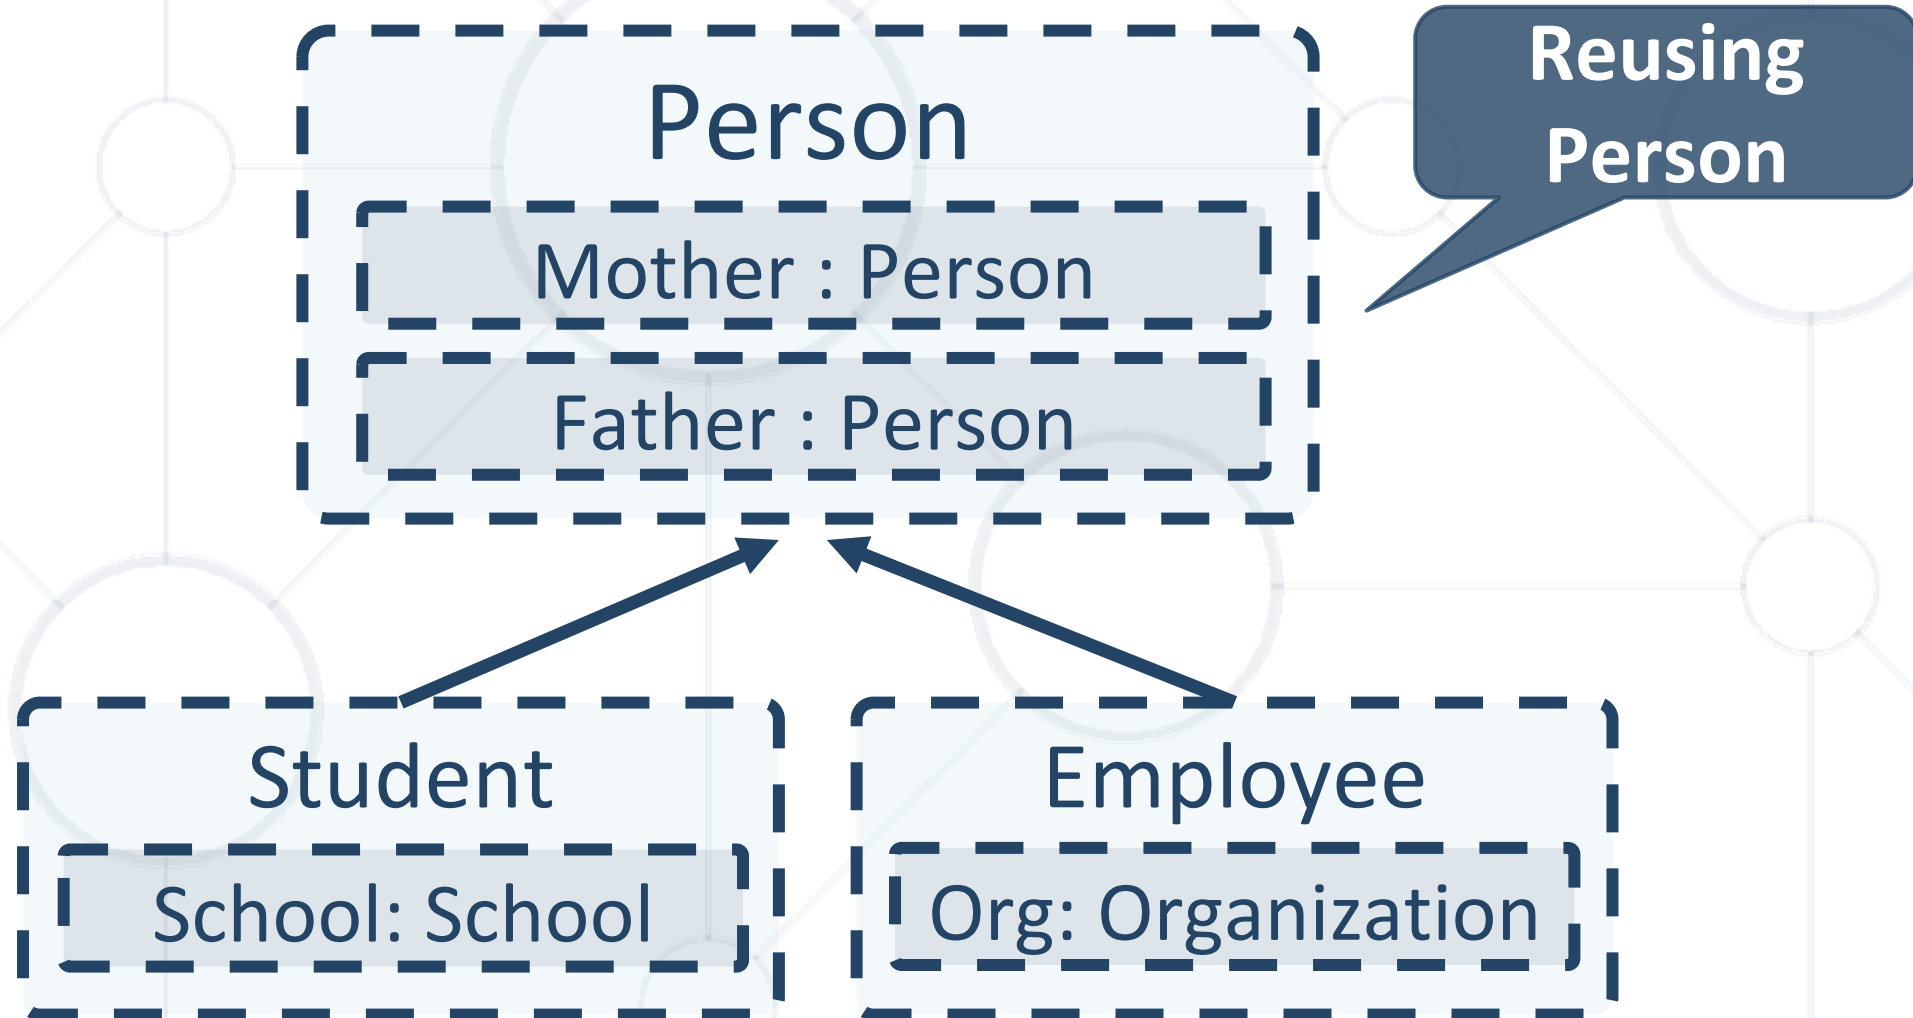 Reusing
Person
Person
Mother : Person
Father : Person
Student
School: School
Employee
Org: Organization